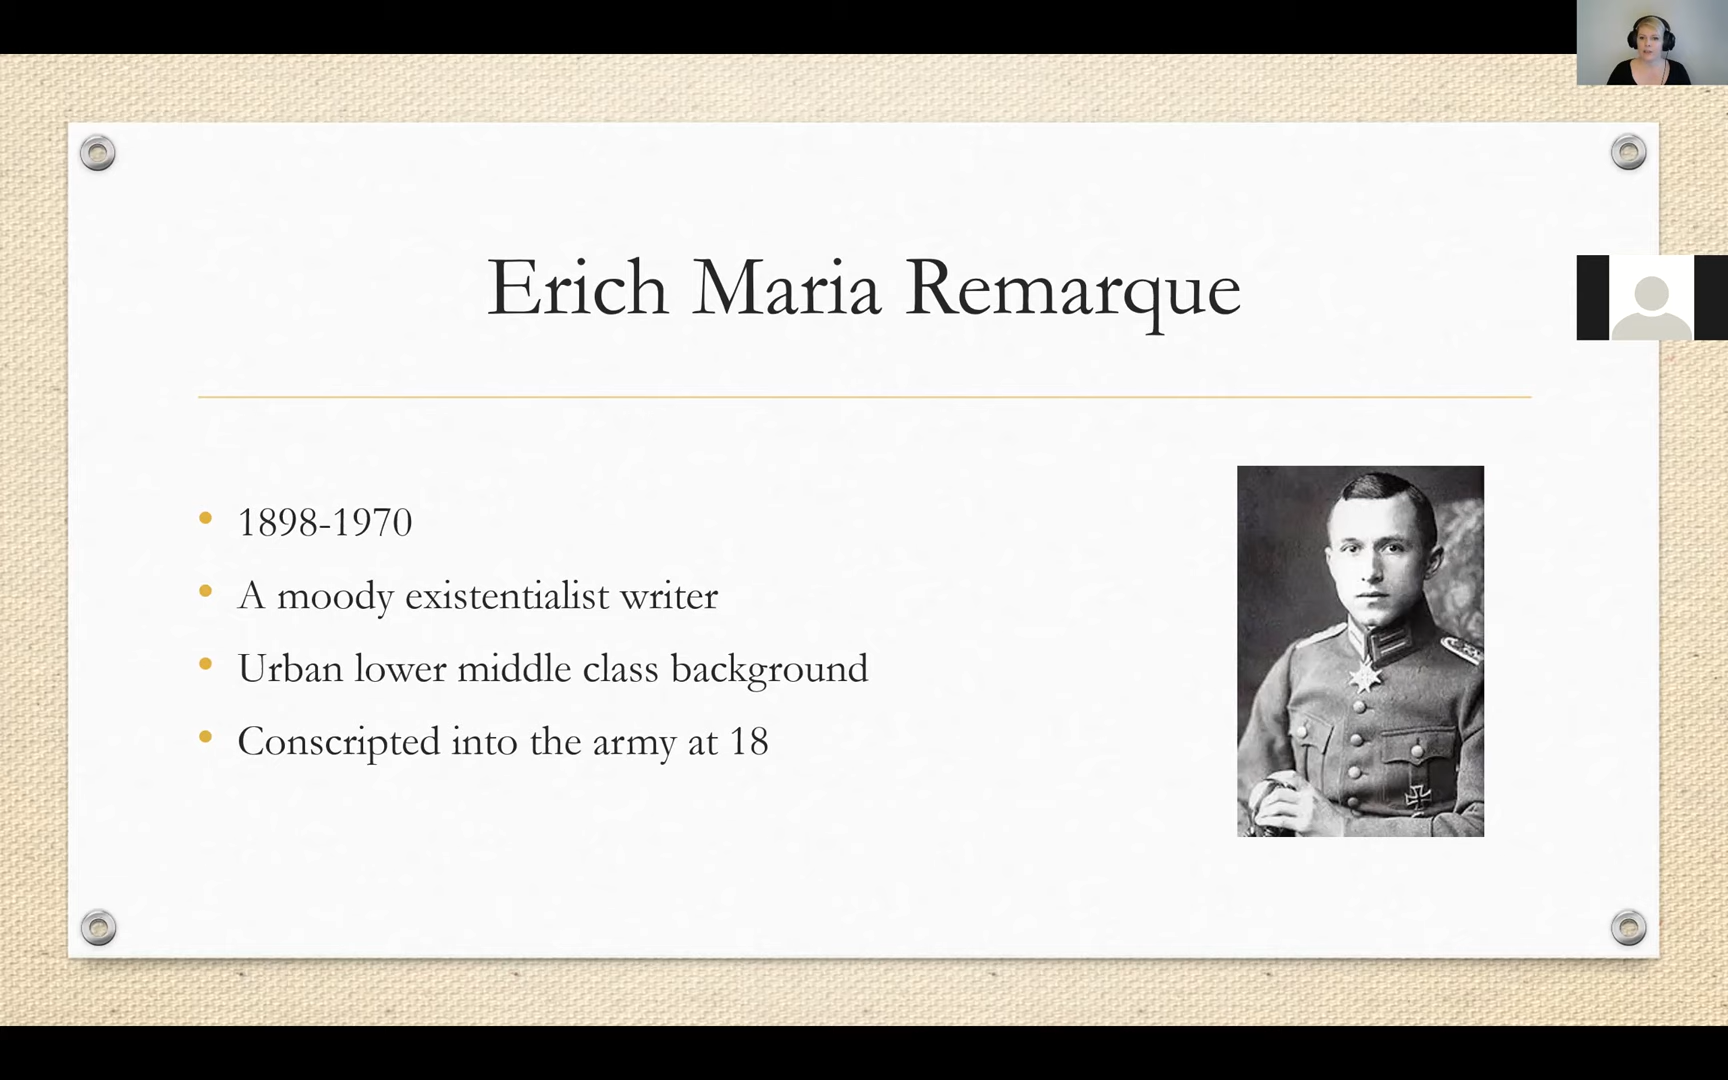 Erich Maria Remarque
• 1898-1970
• A moody existentialist writer
• Urban lower middle class background
• Conscripted into the army at 18